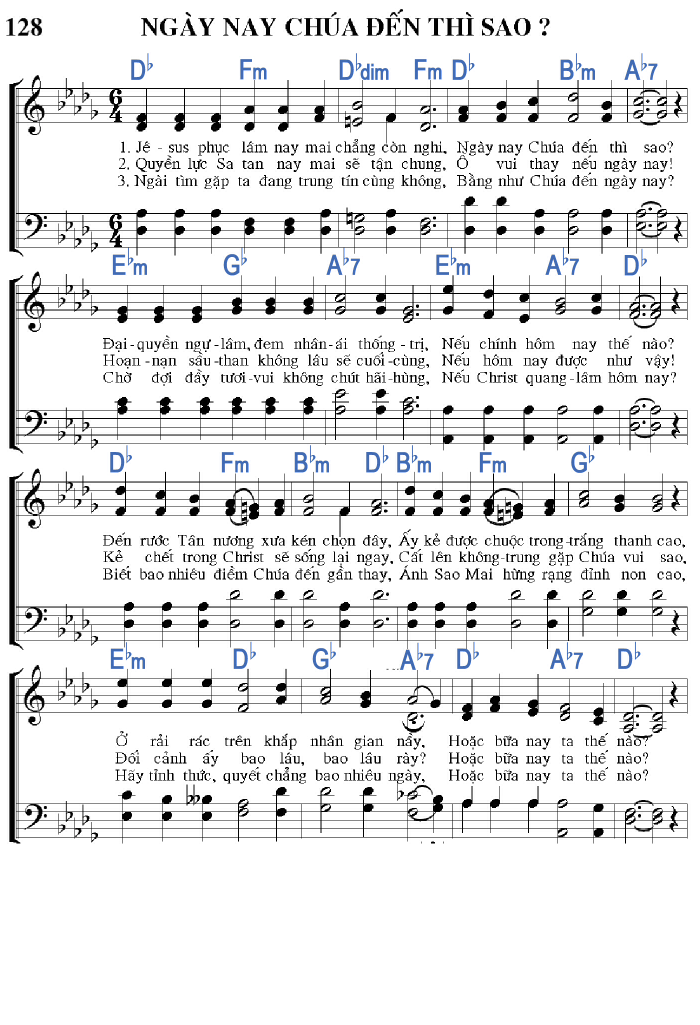 128 NGÀY NAY CHÚA ĐẾN THÌ SAO ?
D♭ Fm D♭dim Fm D♭ B♭m A♭7
6 4
1. Jê - sus phục lâm nay mai chẳng còn nghi, Ngày nay Chúa đến thì sao?
2. Quyền lực Sa tan nay mai sẽ tận chung, Ô vui thay nếu ngày nay!
3. Ngài tìm gặp ta đang trung tín cùng không, Bằng như Chúa đến ngày nay?
6 4
E♭m G♭ A♭7 E♭m A♭7 D♭
Đại-quyền ngự-lâm, đem nhân-ái thống-trị, Nếu chính hôm nay thế nào?
Hoạn-nạn sầu-than không lâu sẽ cuối-cùng, Nếu hôm nay được như vậy!
Chờ đợi đầy tươi-vui không chút hãi-hùng, Nếu Christ quang-lâm hôm nay?
D♭ Fm B♭m D♭ B♭m Fm G♭
Đến rước Tân nương xưa kén chọn đây, Ấy kẻ được chuộc trong-trắng thanh cao,
Kẻ chết trong Christ sẽ sống lại ngay, Cất lên không-trung gặp Chúa vui sao,
Biết bao nhiêu điềm Chúa đến gần thay, Ánh Sao Mai hừng rạng đỉnh non cao,
E♭m D♭ G♭ A♭7 D♭ A♭7 D♭
Ở rải rác trên khắp nhân gian nầy, Hoặc bữa nay ta thế nào?
Đối cảnh ấy bao lâu, bao lâu rày? Hoặc bữa nay ta thế nào?
Hãy tỉnh thức, quyết chẳng bao nhiêu ngày, Hoặc bữa nay ta thế nào?